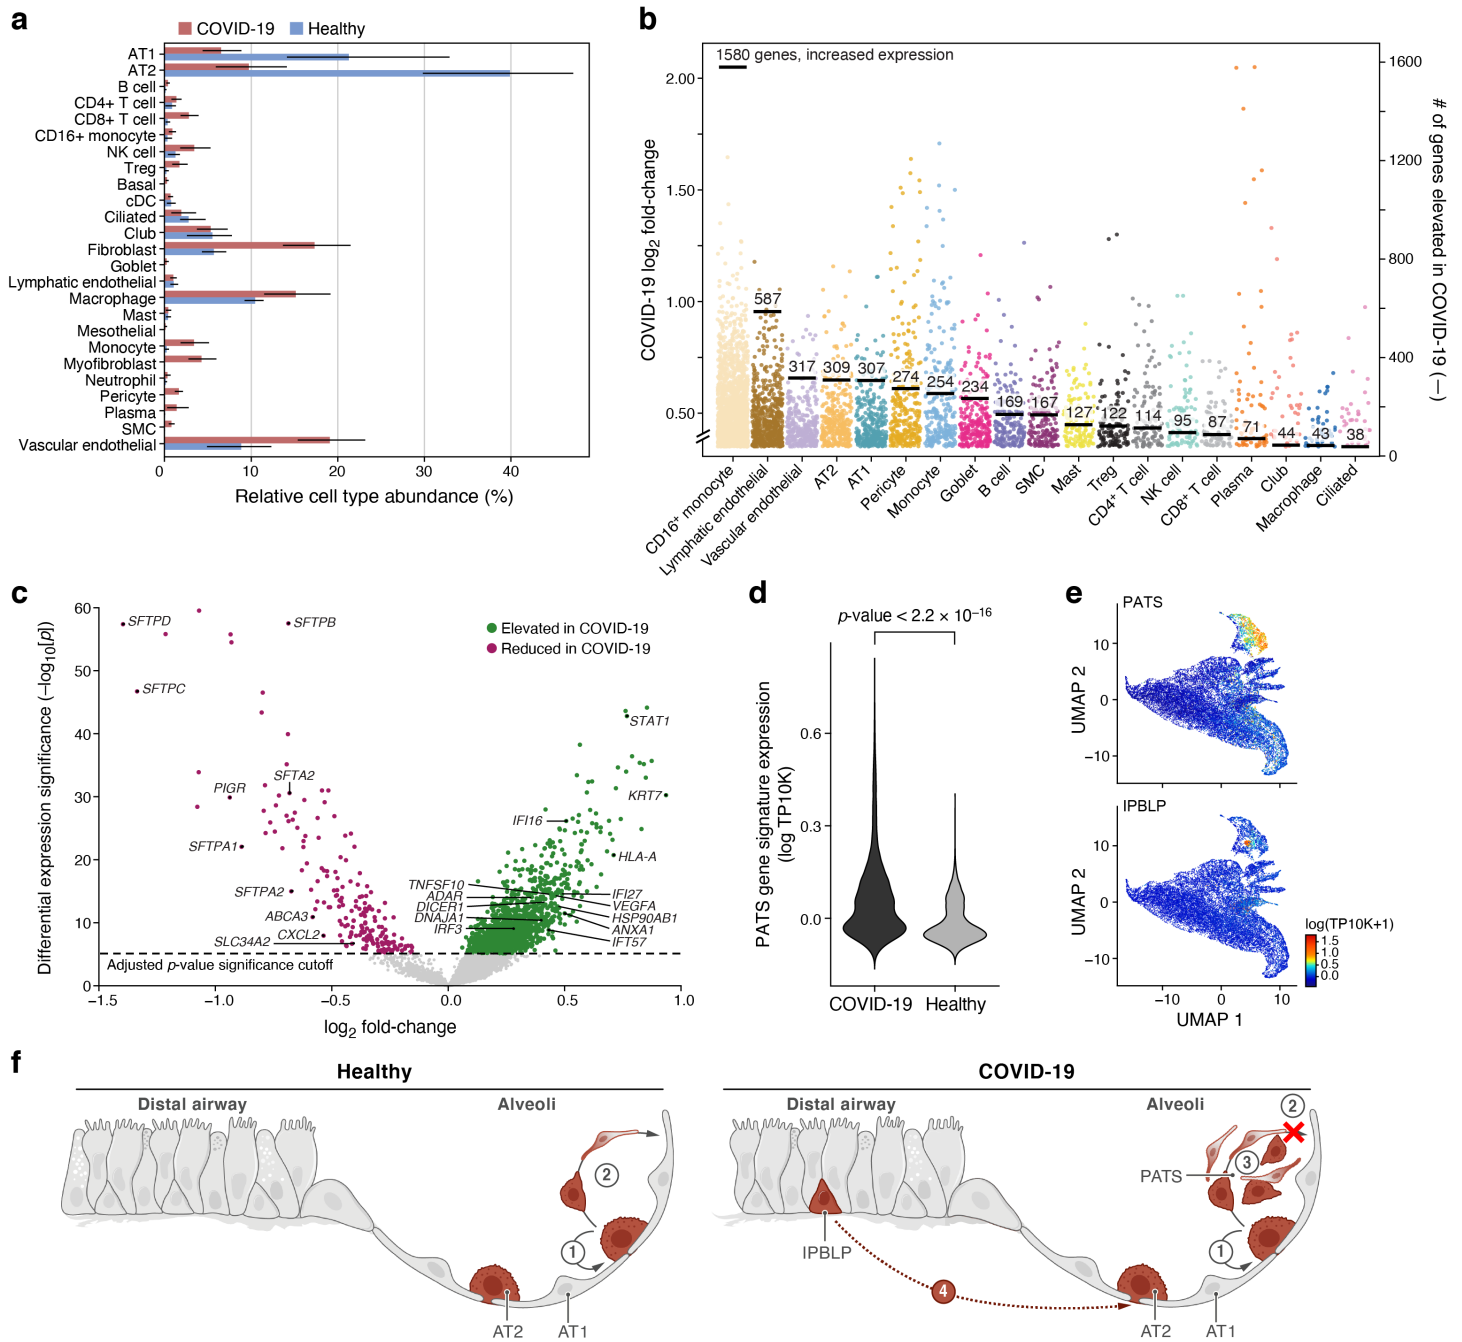 a
COVID-19 Healthy
AT1
AT2
B cell
CD4+ T cell
CD8+ T cell
CD16+ monocyte
NK cell
Treg
Basal
cDC
Ciliated
Club
Fibroblast
Goblet
Lymphatic endothelial
Macrophage
Mast
Mesothelial
Monocyte
Myofibroblast
Neutrophil
Pericyte
Plasma
SMC
Vascular endothelial
0 10 20 30 40
Relative cell type abundance (%)
b
1580 genes, increased expression
COVID-19 log2 fold-change
2.00
1.50
1.00
0.50
587
317
309
307
274
254
234
169
167
127
122
114
95
87
71
44
43
38
1600
1200
800
400
0
# of genes elevated in COVID-19 (—)
CD16+ monocyte
Lymphatic endothelial
Vascular endothelial
AT2
AT1
Pericyte
Monocyte
Goblet
B cell
SMC
Mast
Treg
CD4+ T cell
NK cell
CD8+ T cell
Plasma
Club
Macrophage
Ciliated
c
Differential expression significance (–log10[p])
60
50
40
30
20
10
0
Elevated in COVID-19
Reduced in COVID-19
SFTPD
SFTPB
SFTPC
STAT1
SFTA2
PIGR
KRT7
IFI16
SFTPA1
HLA-A
SFTPA2
TNFSF10
ADAR
DICER1
DNAJA1
IRF3
IFI27
VEGFA
HSP90AB1
ANXA1
IFT57
ABCA3
CXCL2
SLC34A2
Adjusted p-value significance cutoff
−1.5 −1.0 −0.5 0.0 0.5 1.0
log2 fold-change
d
p-value < 2.2 × 10−16
PATS gene signature expression
(log TP10K)
0.6
0.3
0.0
COVID-19 Healthy
e
PATS
UMAP 2
10
0
−10
IPBLP
UMAP 2
10
0
−10
−10 0 10
UMAP 1
log(TP10K+1)
1.5
1.0
0.5
0.0
f
Healthy
Distal airway Alveoli
2
1
AT2 AT1
COVID-19
Distal airway Alveoli
2
3
PATS
1
IPBLP
4
AT2 AT1